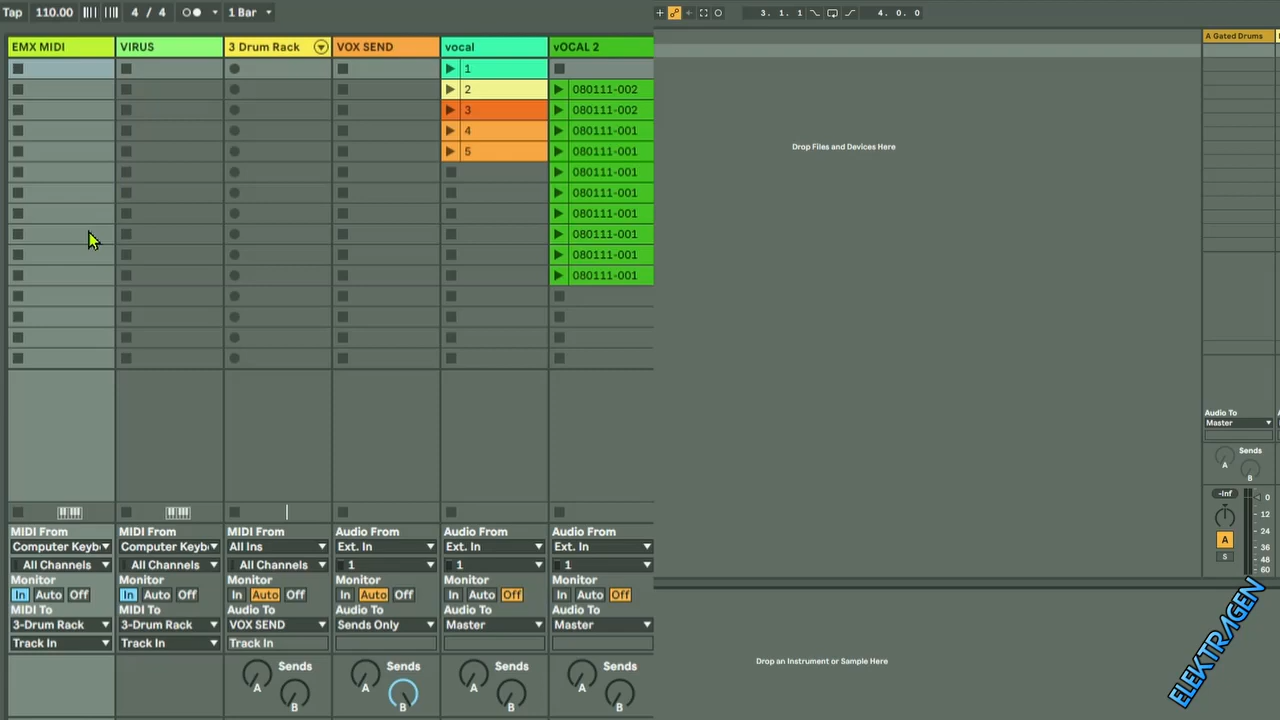 Tap 110.00 4 / 4 1 Bar
3. 1. 1 4. 0. 0
EMX MIDI VIRUS 3 Drum Rack VOX SEND vocal vOCAL 2
A Gated Drums
1
2 080111-002
3 080111-002
4 080111-001
5 080111-001
080111-001
080111-001
080111-001
080111-001
080111-001
080111-001
Drop Files and Devices Here
MIDI From MIDI From MIDI From Audio From Audio From Audio From
Computer Keyb Computer Keyb All Ins Ext. In Ext. In Ext. In
All Channels All Channels All Channels 1 1 1
Monitor Monitor Monitor Monitor Monitor Monitor
In Auto Off In Auto Off In Auto Off In Auto Off In Auto Off In Auto Off
MIDI To MIDI To Audio To Audio To Audio To Audio To
3-Drum Rack 3-Drum Rack VOX SEND Sends Only Master Master
Track In Track In Track In
Sends Sends Sends Sends
A A A A
B B B B
Audio To
Master
Sends
A
B
-Inf
0
12
24
36
48
60
A
S
Drop an Instrument or Sample Here
ELEKTRAGEN